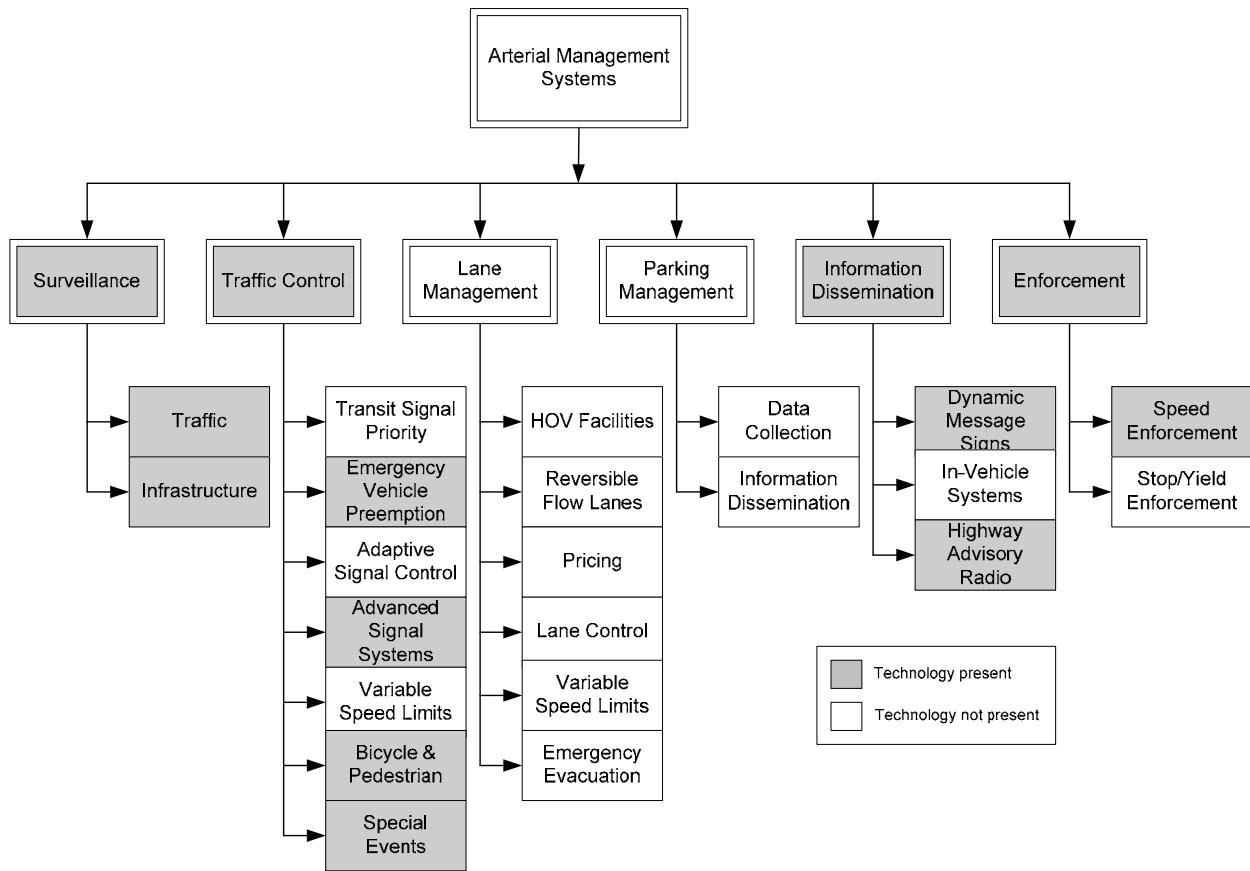 Arterial Management
Systems
Surveillance
Traffic Control
Lane
Management
Parking
Management
Information
Dissemination
Enforcement
Traffic
Infrastructure
Transit Signal
Priority
Emergency
Vehicle
Preemption
Adaptive
Signal Control
Advanced
Signal
Systems
Variable
Speed Limits
Bicycle &
Pedestrian
Special
Events
HOV Facilities
Reversible
Flow Lanes
Pricing
Lane Control
Variable
Speed Limits
Emergency
Evacuation
Data
Collection
Information
Dissemination
Dynamic
Message
Signs
In-Vehicle
Systems
Highway
Advisory
Radio
Speed
Enforcement
Stop/Yield
Enforcement
Technology present
Technology not present